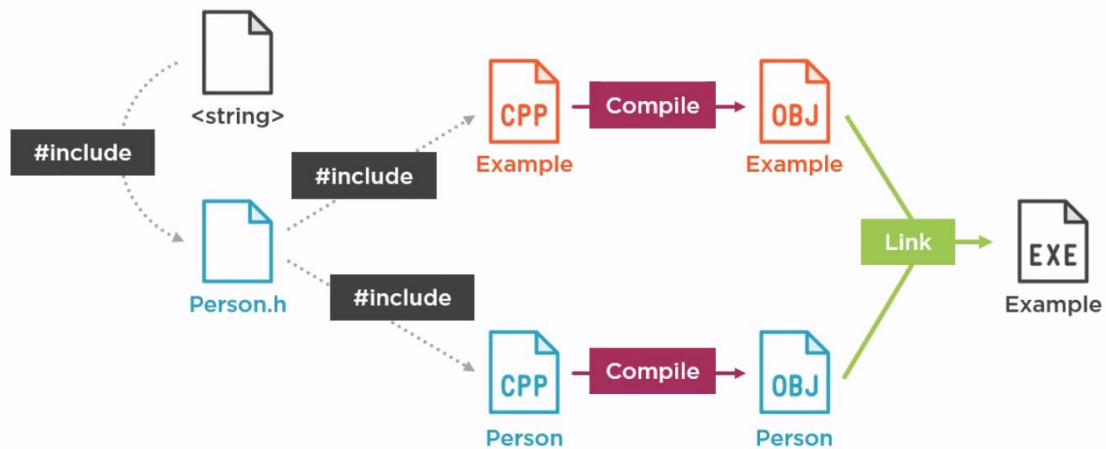 <string>
#include
Person.h
#include
#include
CPP
Example
Compile
OBJ
Example
CPP
Person
Compile
OBJ
Person
Link
EXE
Example